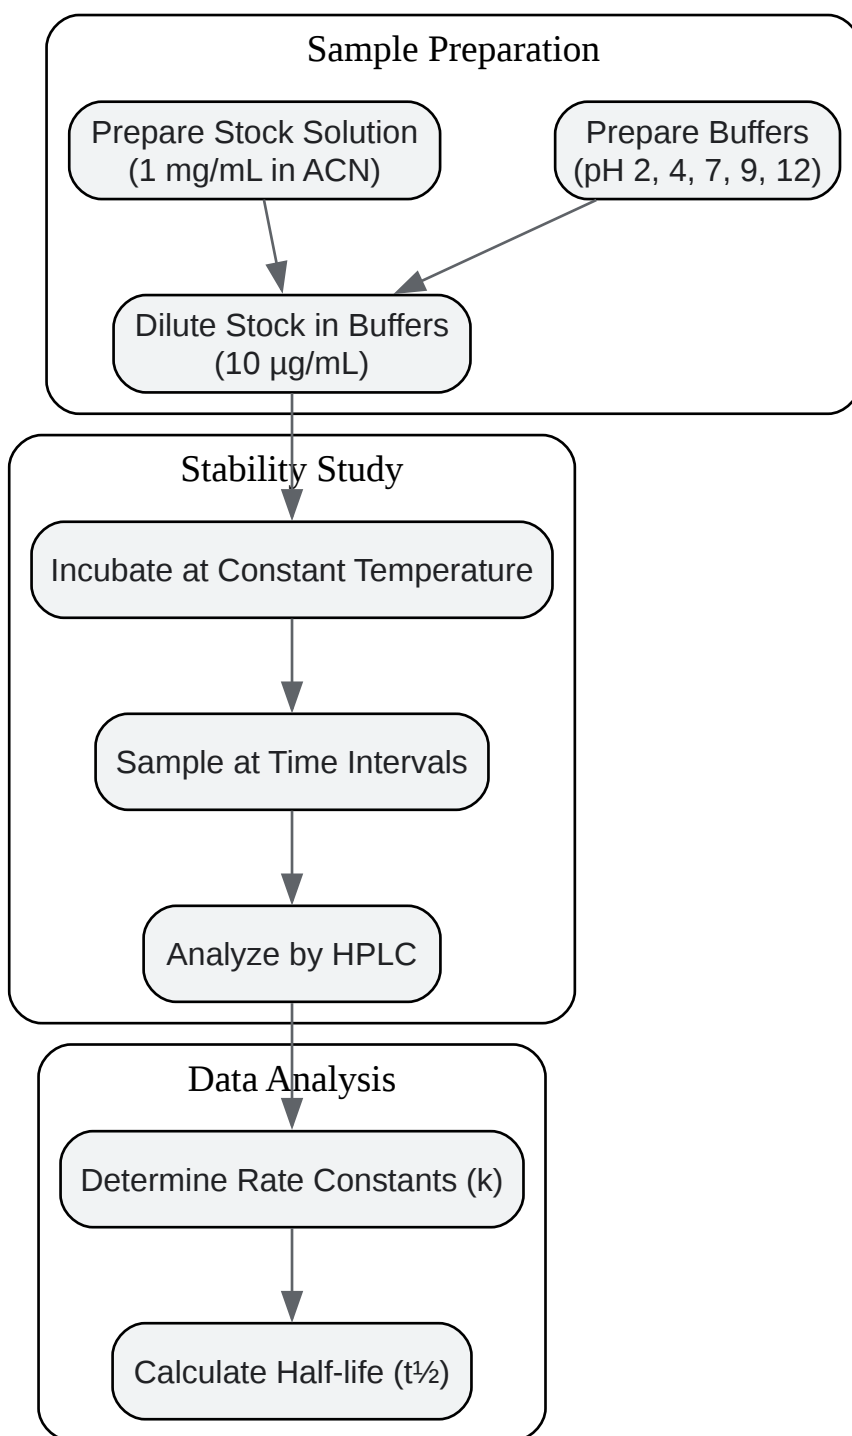 Sample Preparation
Prepare Stock Solution
(1 mg/mL in ACN)
Prepare Buffers
(pH 2, 4, 7, 9, 12)
Dilute Stock in Buffers
(10 µg/mL)
Stability Study
Incubate at Constant Temperature
Sample at Time Intervals
Analyze by HPLC
Data Analysis
Determine Rate Constants (k)
Calculate Half-life (t½)